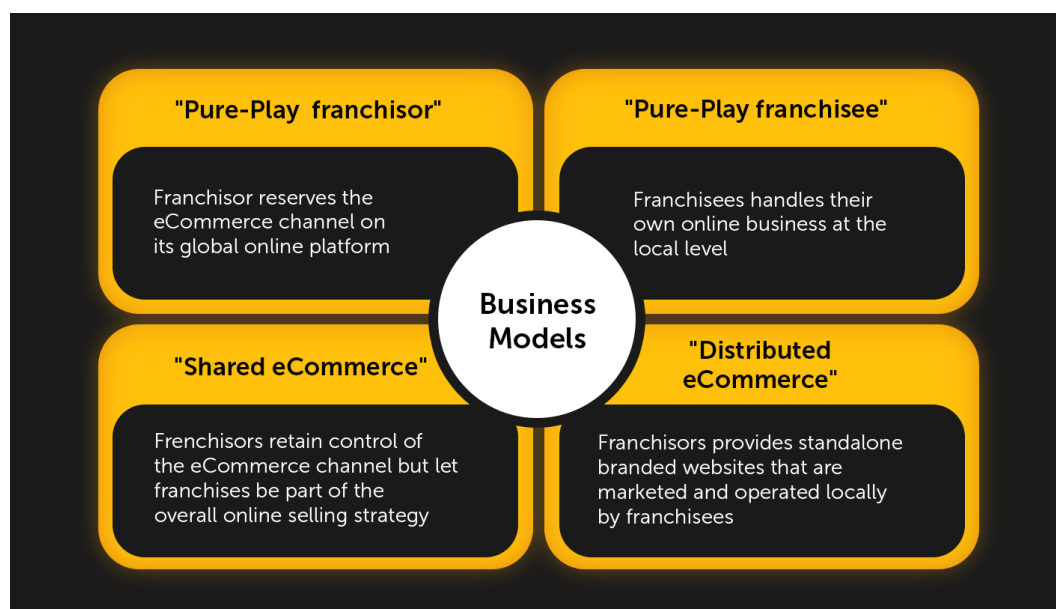 "Pure-Play  franchisor"
Franchisor reserves the
eCommerce channel on
its global online platform
"Pure-Play franchisee"
Franchisees handles their
own online business at the
local level
Business
Models
"Shared eCommerce"
Frenchisors retain control of
the eCommerce channel but let
franchises be part of the
overall online selling strategy
"Distributed
eCommerce"
Franchisors provides standalone
branded websites that are
marketed and operated locally
by franchisees